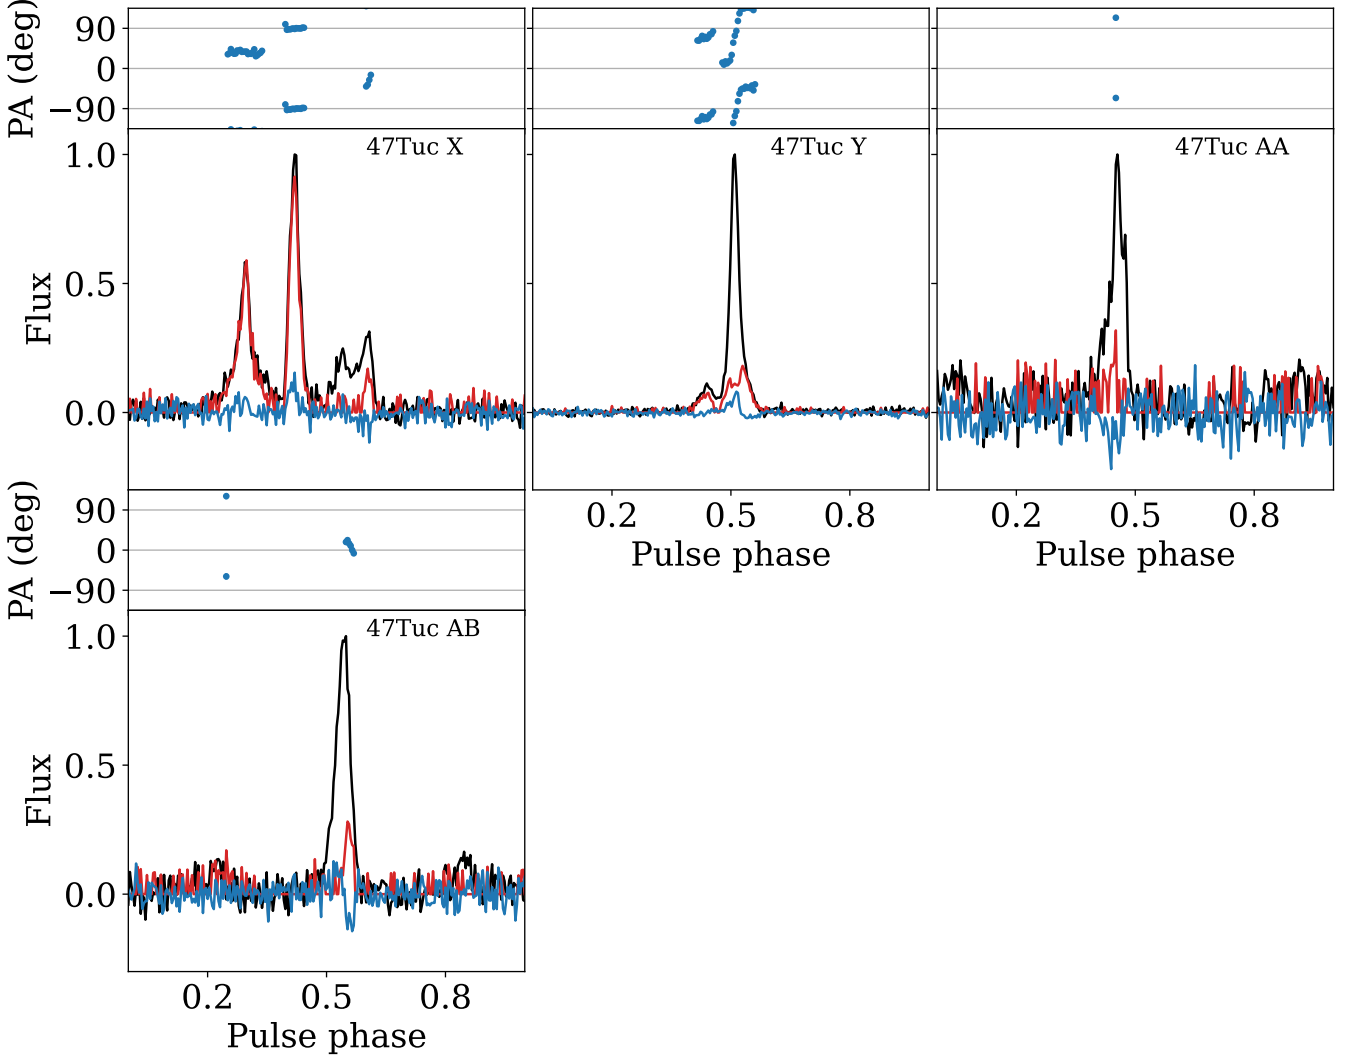 PA (deg)
90
0
−90
47Tuc X
47Tuc Y
47Tuc AA
Flux
1.0
0.5
0.0
0.2 0.5 0.8
Pulse phase
0.2 0.5 0.8
Pulse phase
PA (deg)
90
0
−90
47Tuc AB
Flux
1.0
0.5
0.0
0.2 0.5 0.8
Pulse phase